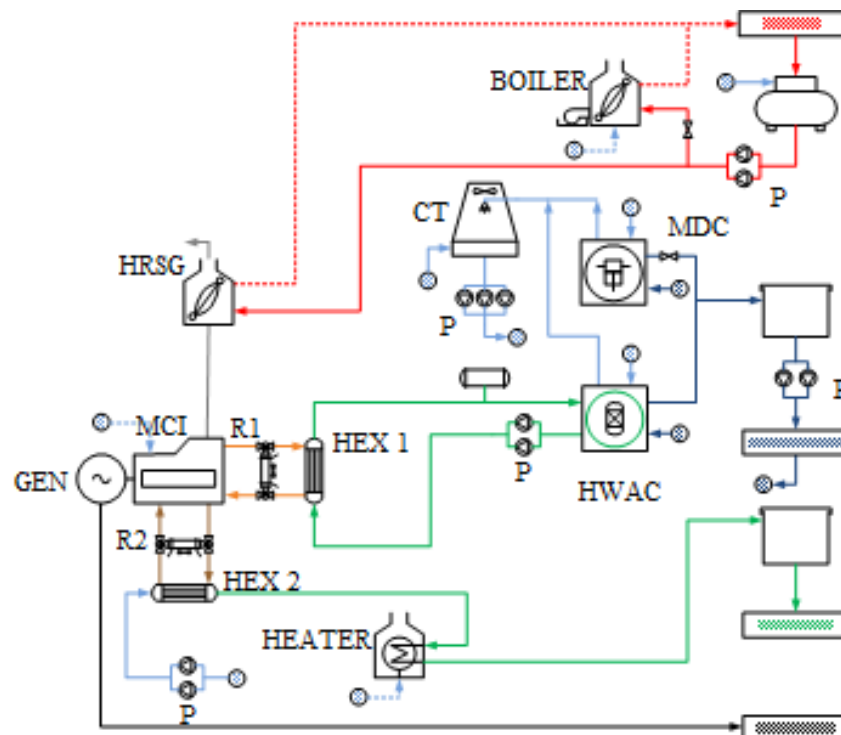 BOILER
P
CT
MDC
HRSG
P
P
MCI
R1
HEX 1
P
GEN
HWAC
R2
HEX 2
HEATER
P